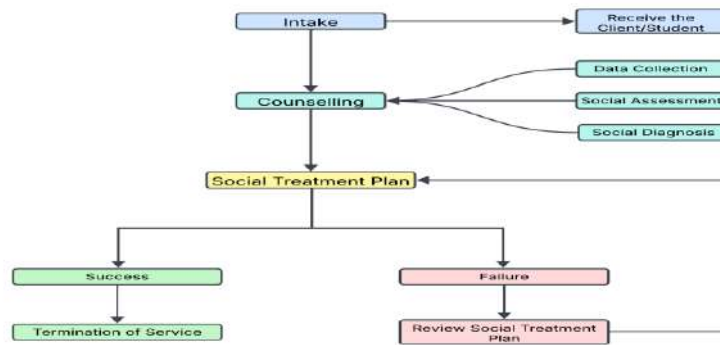 Intake
Receive the
Client/Student
Data Collection
Counselling
Social Assessment
Social Diagnosis
Social Treatment Plan
Success
Failure
Termination of Service
Review Social Treatment
Plan